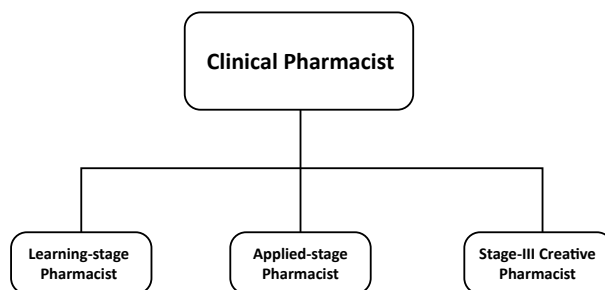 Clinical Pharmacist
Learning-stage
Pharmacist
Applied-stage
Pharmacist
Stage-III Creative
Pharmacist